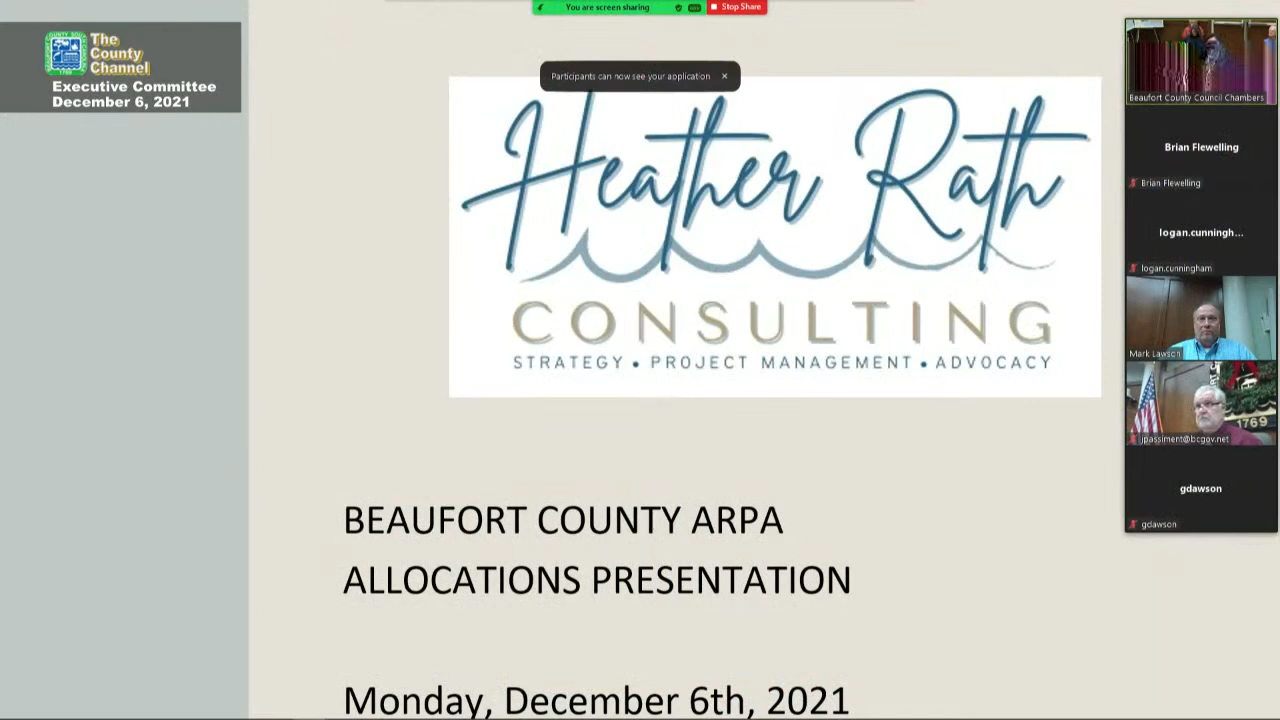 You are screen sharing
Stop Share
The
County
Channel
Executive Committee
December 6, 2021
Participants can now see your application
Heather Rath
CONSULTING
STRATEGY • PROJECT MANAGEMENT • ADVOCACY
BEAUFORT COUNTY ARPA
ALLOCATIONS PRESENTATION
Monday, December 6th, 2021
Beaufort County Council Chambers
Brian Flewelling
Brian Flewelling
logan.cunningh...
logan.cunningham
Mark Lawson
1769
jpassiment@bcgov.net
gdawson
gdawson